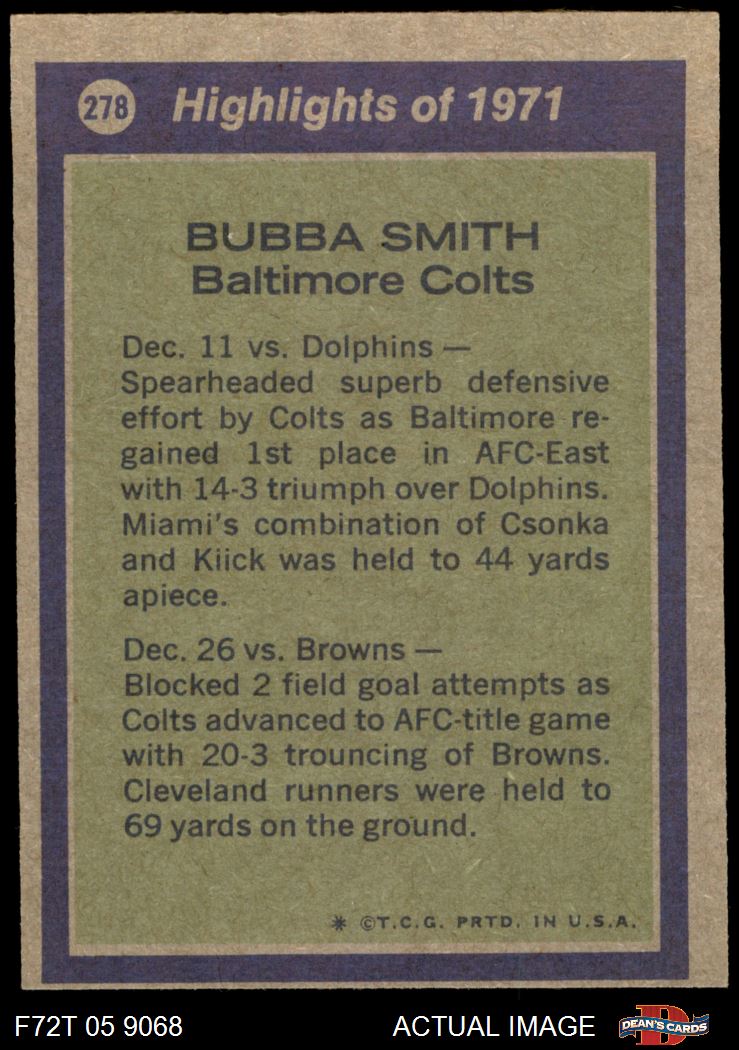 278 Highlights of 1971
BUBBA SMITH
Baltimore Colts
Dec. 11 vs. Dolphins —
Spearheaded superb defensive
effort by Colts as Baltimore re-
gained 1st place in AFC-East
with 14-3 triumph over Dolphins.
Miami's combination of Csonka
and Kiick was held to 44 yards
apiece.
Dec. 26 vs. Browns —
Blocked 2 field goal attempts as
Colts advanced to AFC-title game
with 20-3 trouncing of Browns.
Cleveland runners were held to
69 yards on the ground.
* ©T.C.G. PRTD. IN U.S.A.
F72T 05 9068 ACTUAL IMAGE D DEAN'S CARDS